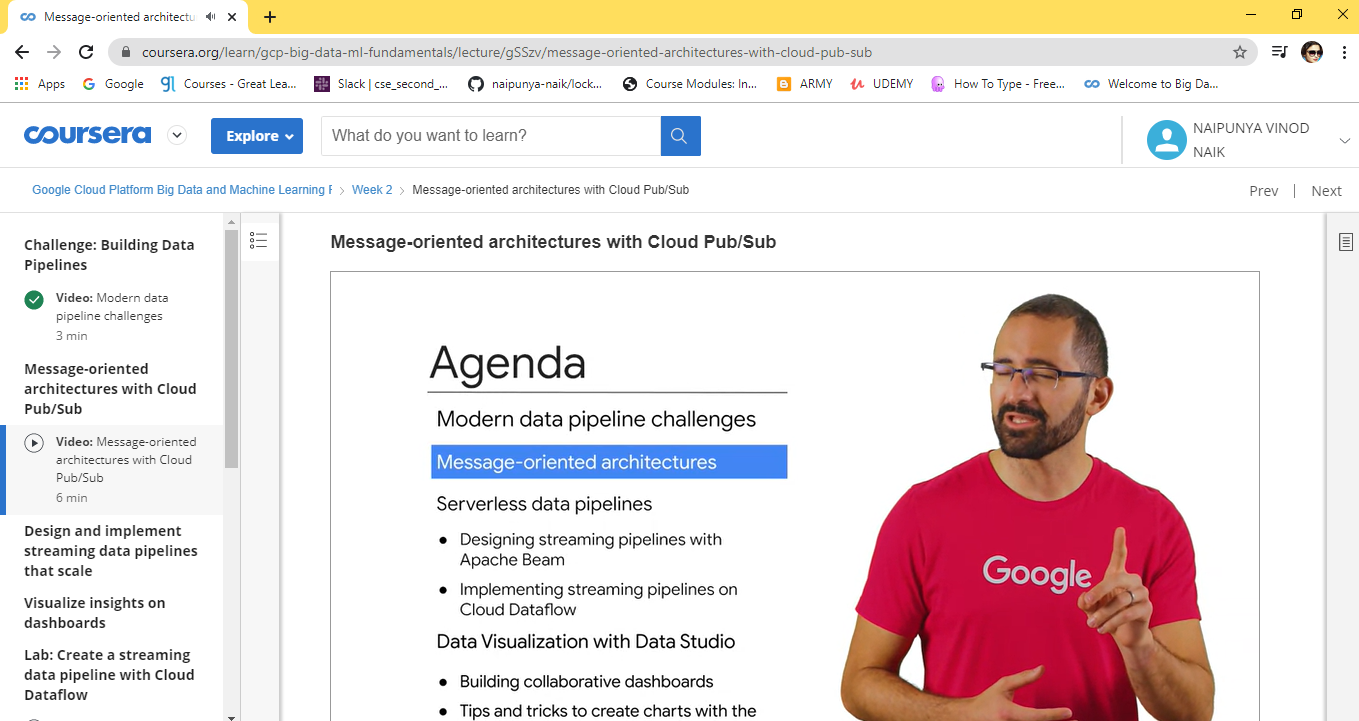 Message-oriented architectu
coursera.org/learn/gcp-big-data-ml-fundamentals/lecture/gSSzv/message-oriented-architectures-with-cloud-pub-sub
Apps Google Courses - Great Lea... Slack | cse_second_... naipunya-naik/lock... Course Modules: In... ARMY UDEMY How To Type - Free... Welcome to Big Da...
coursera Explore What do you want to learn? NAIPUNYA VINOD
NAIK
Google Cloud Platform Big Data and Machine Learning F > Week 2 > Message-oriented architectures with Cloud Pub/Sub Prev | Next
Challenge: Building Data
Pipelines
Video: Modern data
pipeline challenges
3 min
Message-oriented
architectures with Cloud
Pub/Sub
Video: Message-oriented
architectures with Cloud
Pub/Sub
6 min
Design and implement
streaming data pipelines
that scale
Visualize insights on
dashboards
Lab: Create a streaming
data pipeline with Cloud
Dataflow
Message-oriented architectures with Cloud Pub/Sub
Agenda
Modern data pipeline challenges
Message-oriented architectures
Serverless data pipelines
● Designing streaming pipelines with
Apache Beam
● Implementing streaming pipelines on
Cloud Dataflow
Data Visualization with Data Studio
● Building collaborative dashboards
● Tips and tricks to create charts with the
Google